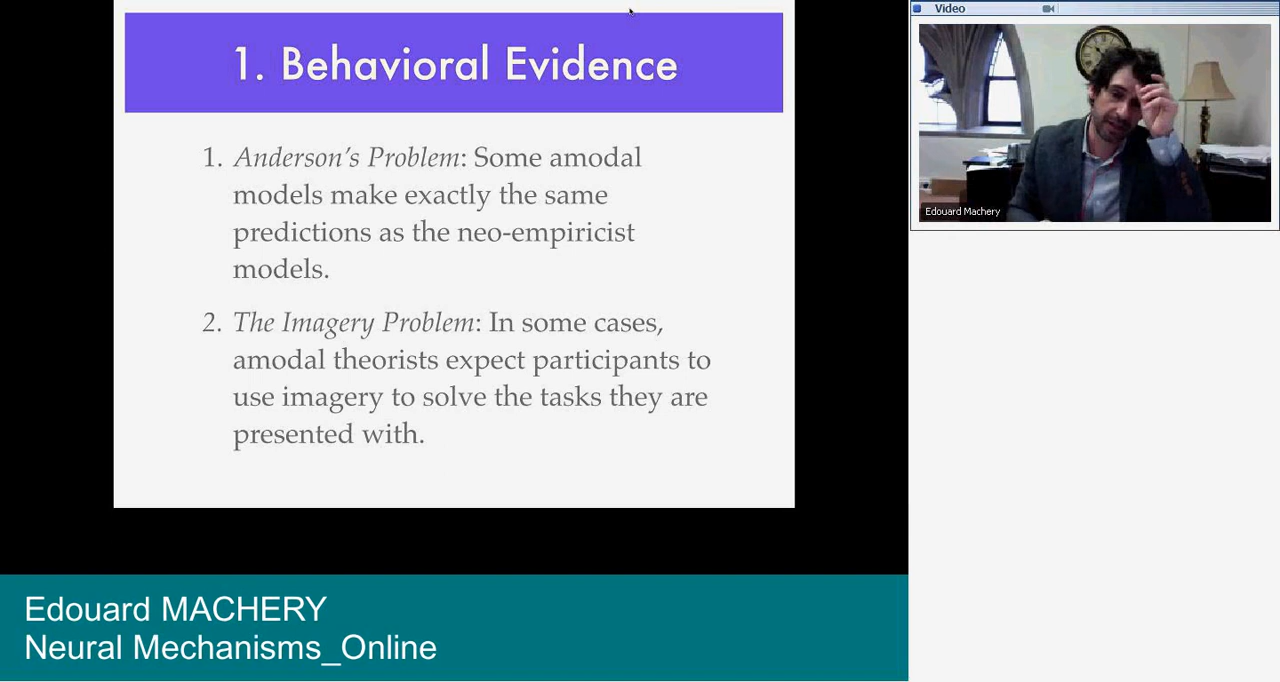 1. Behavioral Evidence
1. Anderson's Problem: Some amodal
models make exactly the same
predictions as the neo-empiricist
models.
2. The Imagery Problem: In some cases,
amodal theorists expect participants to
use imagery to solve the tasks they are
presented with.
Video
Edouard Machery
Edouard MACHERY
Neural Mechanisms_Online